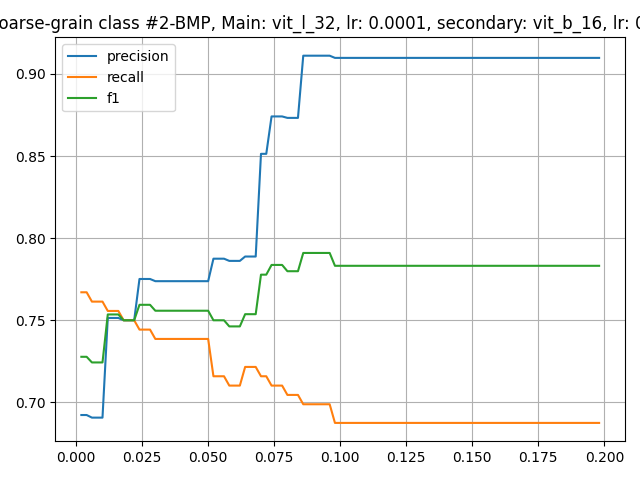 oarse-grain class #2-BMP, Main: vit_l_32, lr: 0.0001, secondary: vit_b_16, lr: 0
precision
recall
f1
0.90
0.85
0.80
0.75
0.70
0.000 0.025 0.050 0.075 0.100 0.125 0.150 0.175 0.200